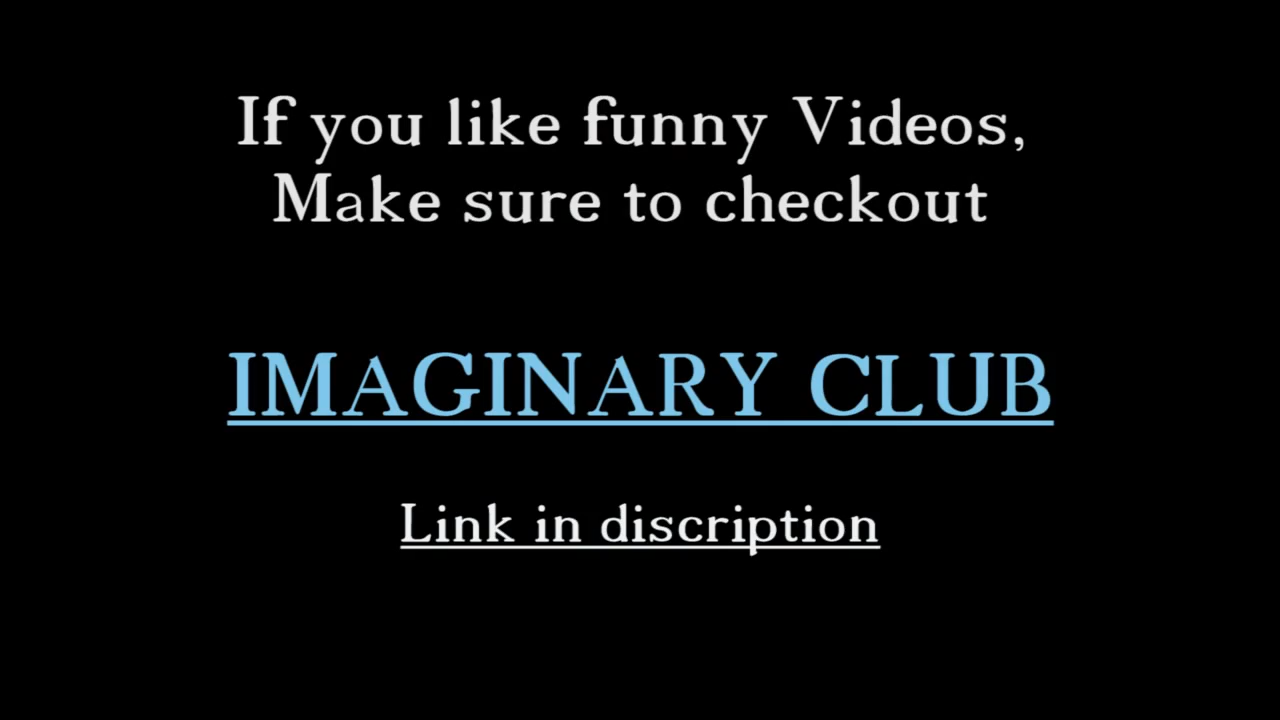 If you like funny Videos,
Make sure to checkout
IMAGINARY CLUB
Link in discription